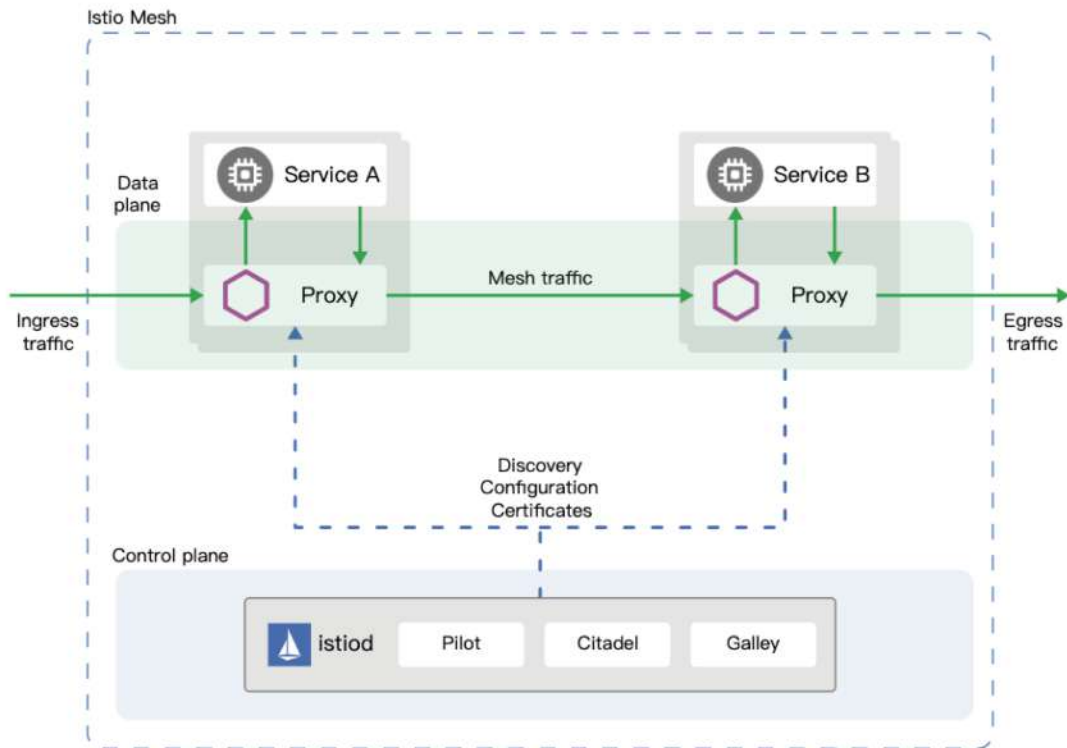 Istio Mesh
Service A
Service B
Data
plane
Proxy
Mesh traffic
Proxy
Ingress
traffic
Egress
traffic
Discovery
Configuration
Certificates
Control plane
istiod
Pilot
Citadel
Galley